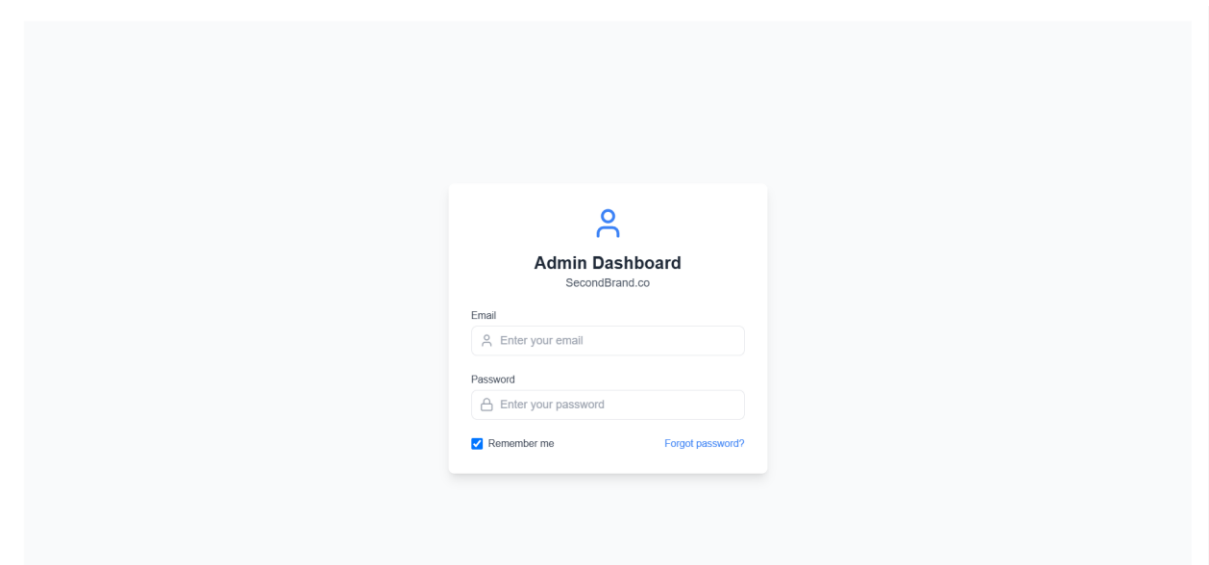 Admin Dashboard
SecondBrand.co
Email
Enter your email
Password
Enter your password
Remember me
Forgot password?